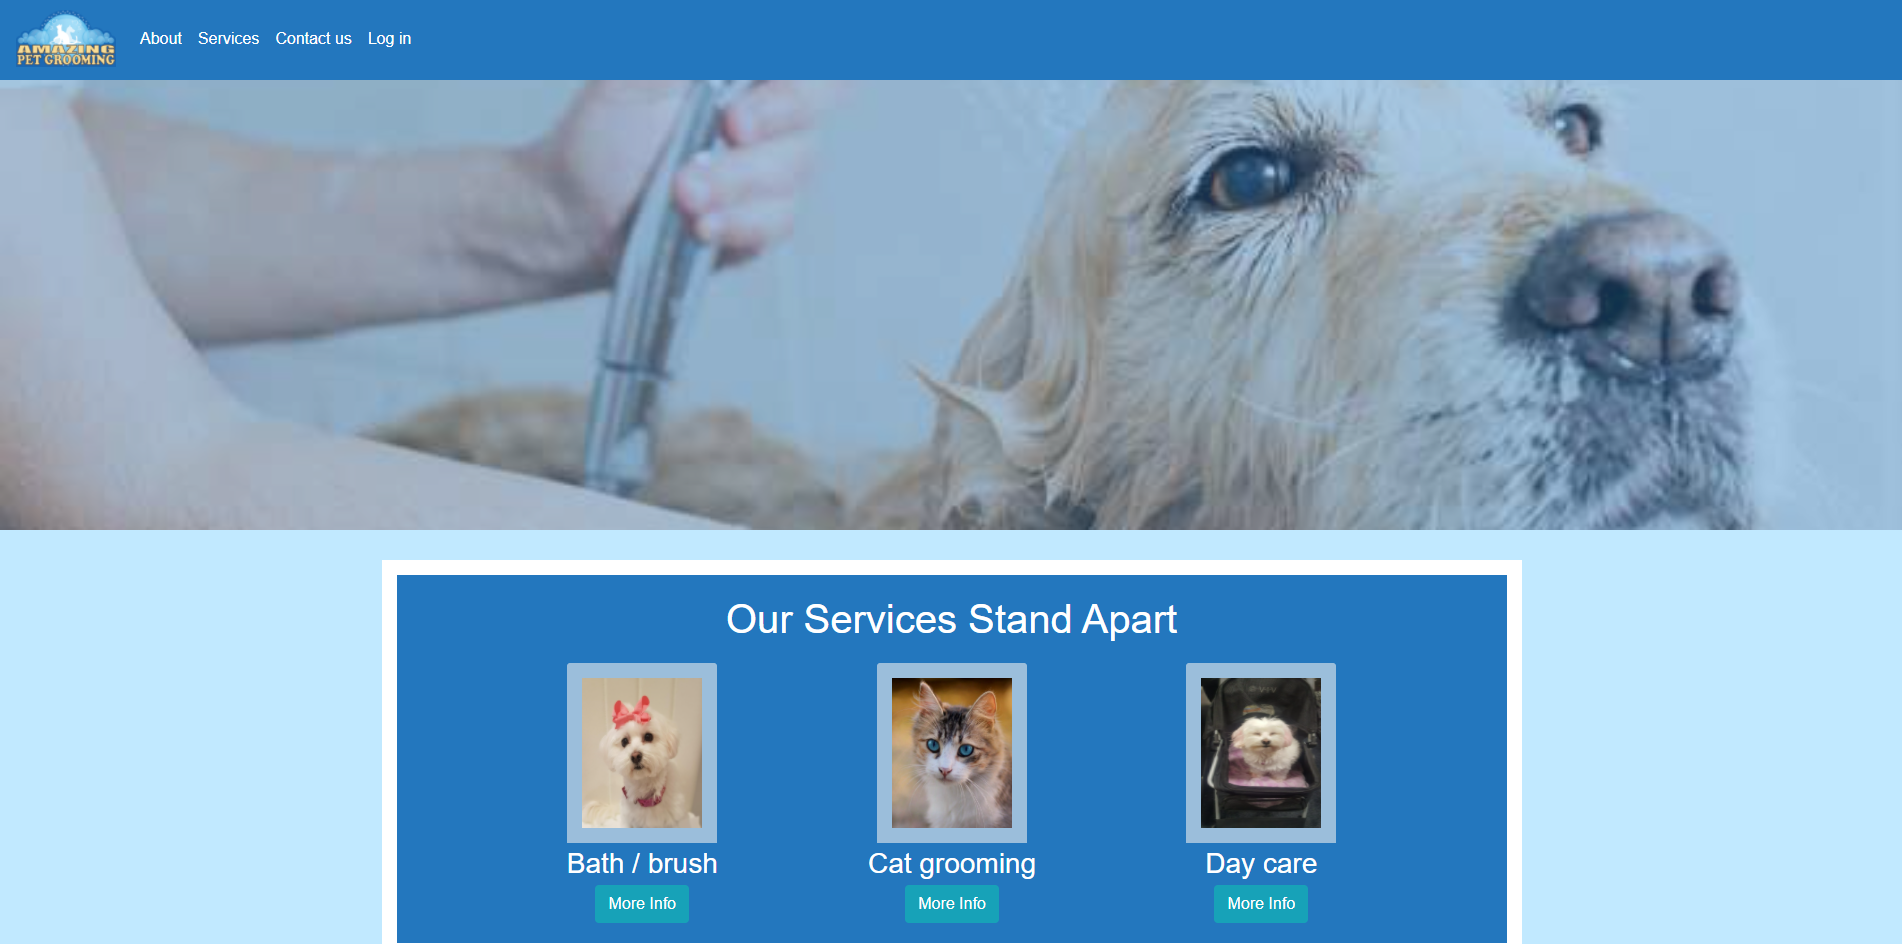 AMAZING
PET GROOMING
About Services Contact us Log in
Our Services Stand Apart
Bath / brush Cat grooming Day care
More Info More Info More Info